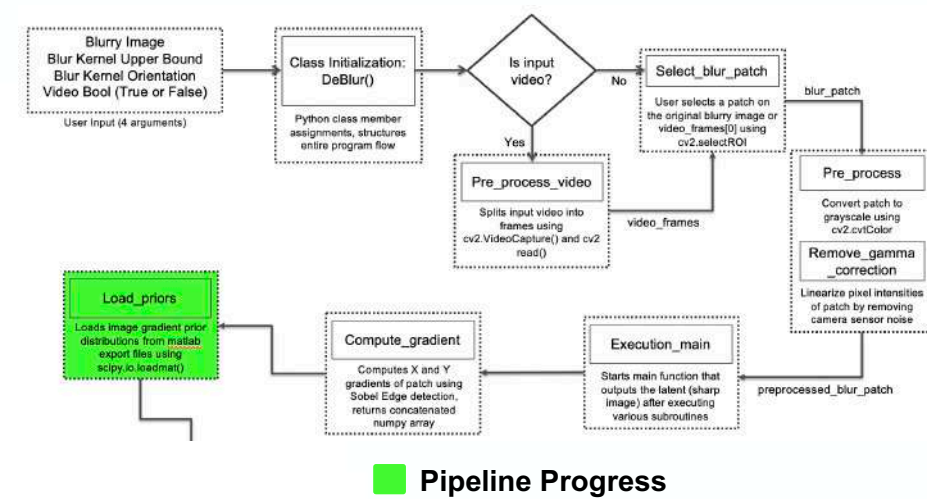 Blurry Image
Blur Kernel Upper Bound
Blur Kernel Orientation
Video Bool (True or False)
User Input (4 arguments)
Class Initialization:
DeBlur()
Python class member
assignments, structures
entire program flow
Is input
video?
No
Yes
Select_blur_patch
User selects a patch on
the original blurry image or
video_frames[0] using
cv2.selectROI
blur_patch
Pre_process_video
Splits input video into
frames using
cv2.VideoCapture() and cv2
read()
video_frames
Pre_process
Convert patch to
grayscale using
cv2.cvtColor
Remove_gamma
_correction
Linearize pixel intensities
of patch by removing
camera sensor noise
preprocessed_blur_patch
Execution_main
Starts main function that
outputs the latent (sharp
image) after executing
various subroutines
Compute_gradient
Computes X and Y
gradients of patch using
Sobel Edge detection,
returns concatenated
numpy array
Load_priors
Loads image gradient prior
distributions from matlab
export files using
scipy.io.loadmat()
Pipeline Progress